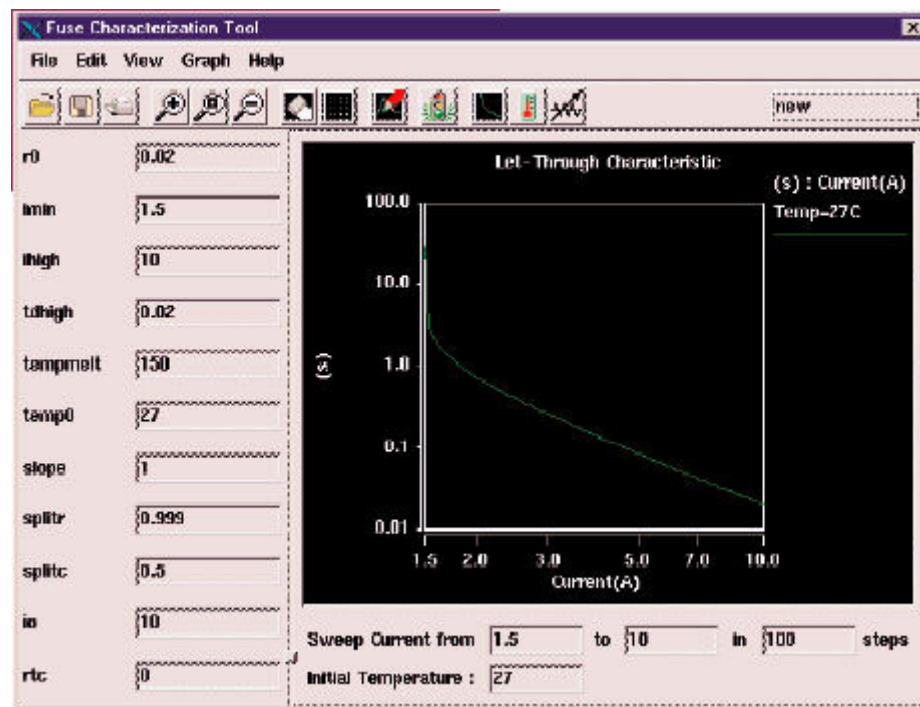 Fuse Characterization Tool
File Edit View Graph Help
new
r0 0.02
imin 1.5
ihigh 10
tdhigh 0.02
tempmelt 150
temp0 27
slope 1
splitr 0.999
splitc 0.5
io 10
rtc 0
Let-Through Characteristic
(s) : Current(A)
Temp=27C
100.0
10.0
1.0
0.1
0.01
(s)
1.5 2.0 3.0 5.0 7.0 10.0
Current(A)
Sweep Current from 1.5 to 10 in 100 steps
Initial Temperature : 27